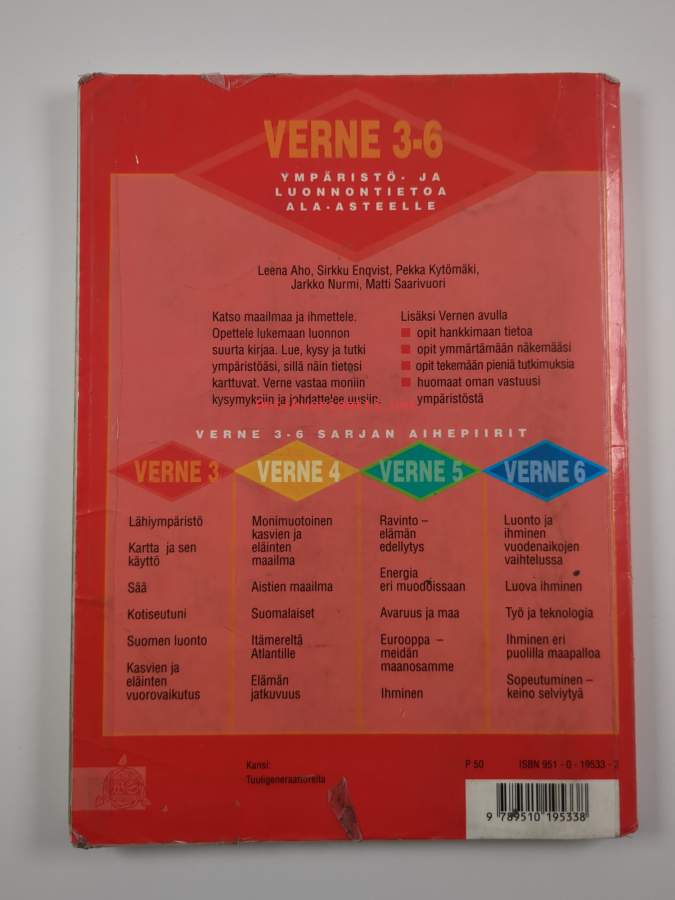 VERNE 3-6
YMPÄRISTÖ- JA
LUONNONTIETOA
ALA-ASTEELLE
Leena Aho, Sirkku Enqvist, Pekka Kytömäki,
Jarkko Nurmi, Matti Saarivuori
Katso maailmaa ja ihmettele.
Opettele lukemaan luonnon
suurta kirjaa. Lue, kysy ja tutki
ympäristöäsi, sillä näin tietosi
karttuvat. Verne vastaa moniin
kysymyksiin ja johdattelee uusiin.
Lisäksi Vernen avulla
opit hankkimaan tietoa
opit ymmärtämään näkemääsi
opit tekemään pieniä tutkimuksia
huomaat oman vastuusi
ympäristöstä
VERNE 3-6 SARJAN AIHEPIIRIT
VERNE 3
Lähiympäristö
Kartta ja sen
käyttö
Sää
Kotiseutuni
Suomen luonto
Kasvien ja
eläinten
vuorovaikutus
VERNE 4
Monimuotoinen
kasvien ja
eläinten
maailma
Aistien maailma
Suomalaiset
Itämereltä
Atlantille
Elämän
jatkuvuus
VERNE 5
Ravinto –
elämän
edellytys
Energia
eri muodoissaan
Avaruus ja maa
Eurooppa –
meidän
maanosamme
Ihminen
VERNE 6
Luonto ja
ihminen
vuodenaikojen
vaihtelussa
Luova ihminen
Työ ja teknologia
Ihminen eri
puolilla maapalloa
Sopeutuminen –
keino selviytyä
Kansi:
Tuuligeneraattoreita
P 50 ISBN 951 - 0 - 19533 - 2
9 789510 195338